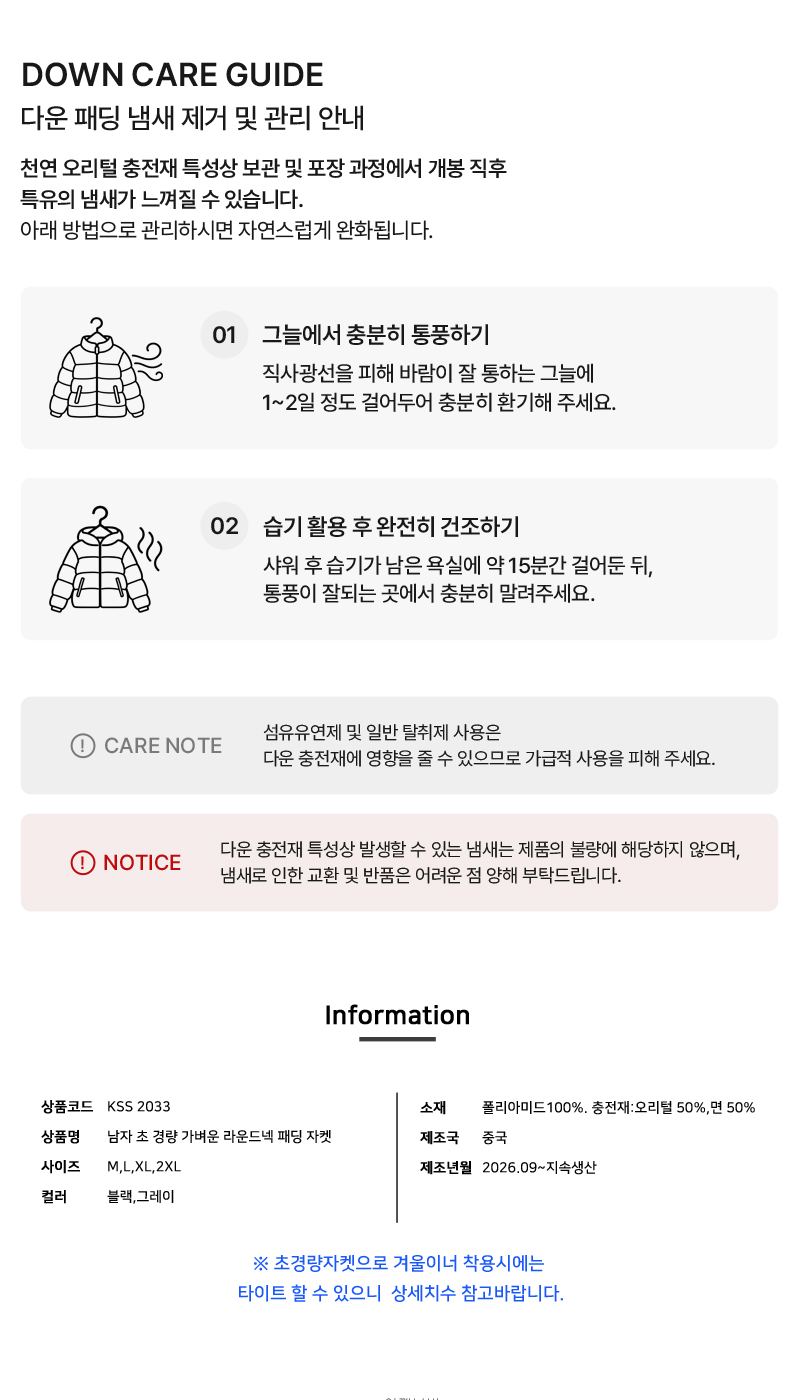 DOWN CARE GUIDE
다운 패딩 냄새 제거 및 관리 안내
천연 오리털 충전재 특성상 보관 및 포장 과정에서 개봉 직후
특유의 냄새가 느껴질 수 있습니다.
아래 방법으로 관리하시면 자연스럽게 완화됩니다.
01 그늘에서 충분히 통풍하기
직사광선을 피해 바람이 잘 통하는 그늘에
1~2일 정도 걸어두어 충분히 환기해 주세요.
02 습기 활용 후 완전히 건조하기
샤워 후 습기가 남은 욕실에 약 15분간 걸어둔 뒤,
통풍이 잘되는 곳에서 충분히 말려주세요.
CARE NOTE
섬유유연제 및 일반 탈취제 사용은
다운 충전재에 영향을 줄 수 있으므로 가급적 사용을 피해 주세요.
NOTICE
다운 충전재 특성상 발생할 수 있는 냄새는 제품의 불량에 해당하지 않으며,
냄새로 인한 교환 및 반품은 어려운 점 양해 부탁드립니다.
Information
상품코드 KSS 2033
상품명 남자 초 경량 가벼운 라운드넥 패딩 자켓
사이즈 M,L,XL,2XL
컬러 블랙,그레이
소재 폴리아미드100%. 충전재:오리털 50%,면 50%
제조국 중국
제조년월 2026.09~지속생산
※ 초경량자켓으로 겨울이너 착용시에는
타이트 할 수 있으니 상세치수 참고바랍니다.